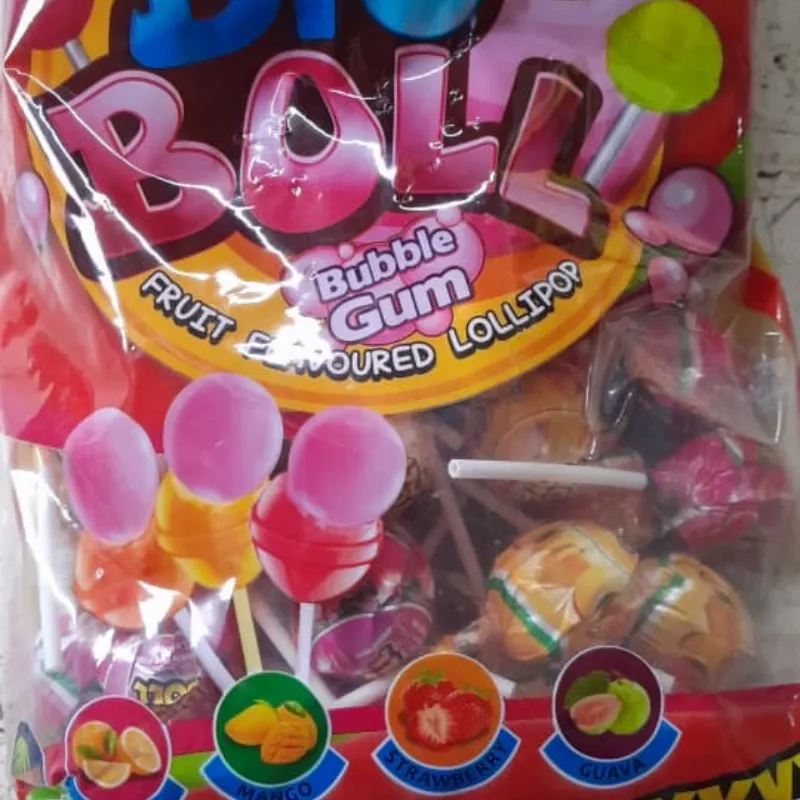 BOLL
Bubble
Gum
FRUIT FLAVOURED LOLLIPOP
MANGO
STRAWBERRY
GUAVA